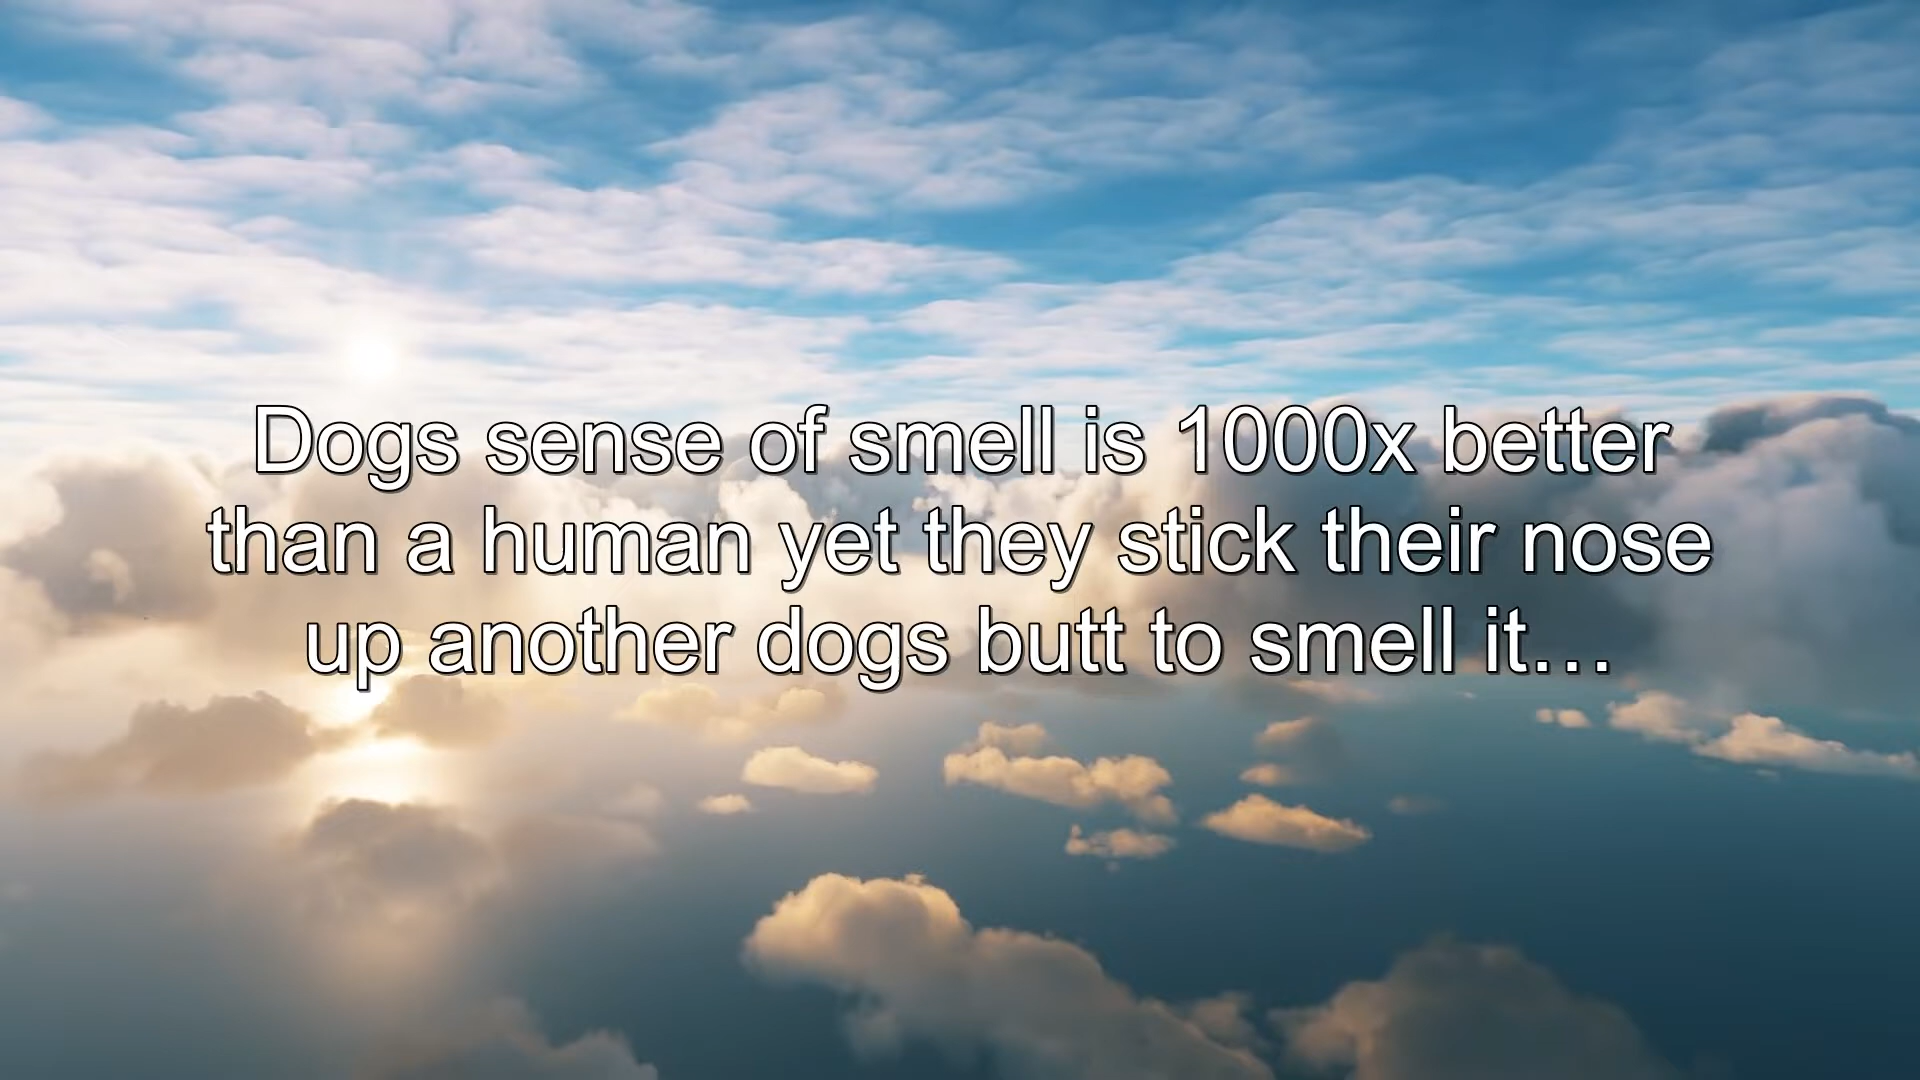 Dogs sense of smell is 1000x better
than a human yet they stick their nose
up another dogs butt to smell it…